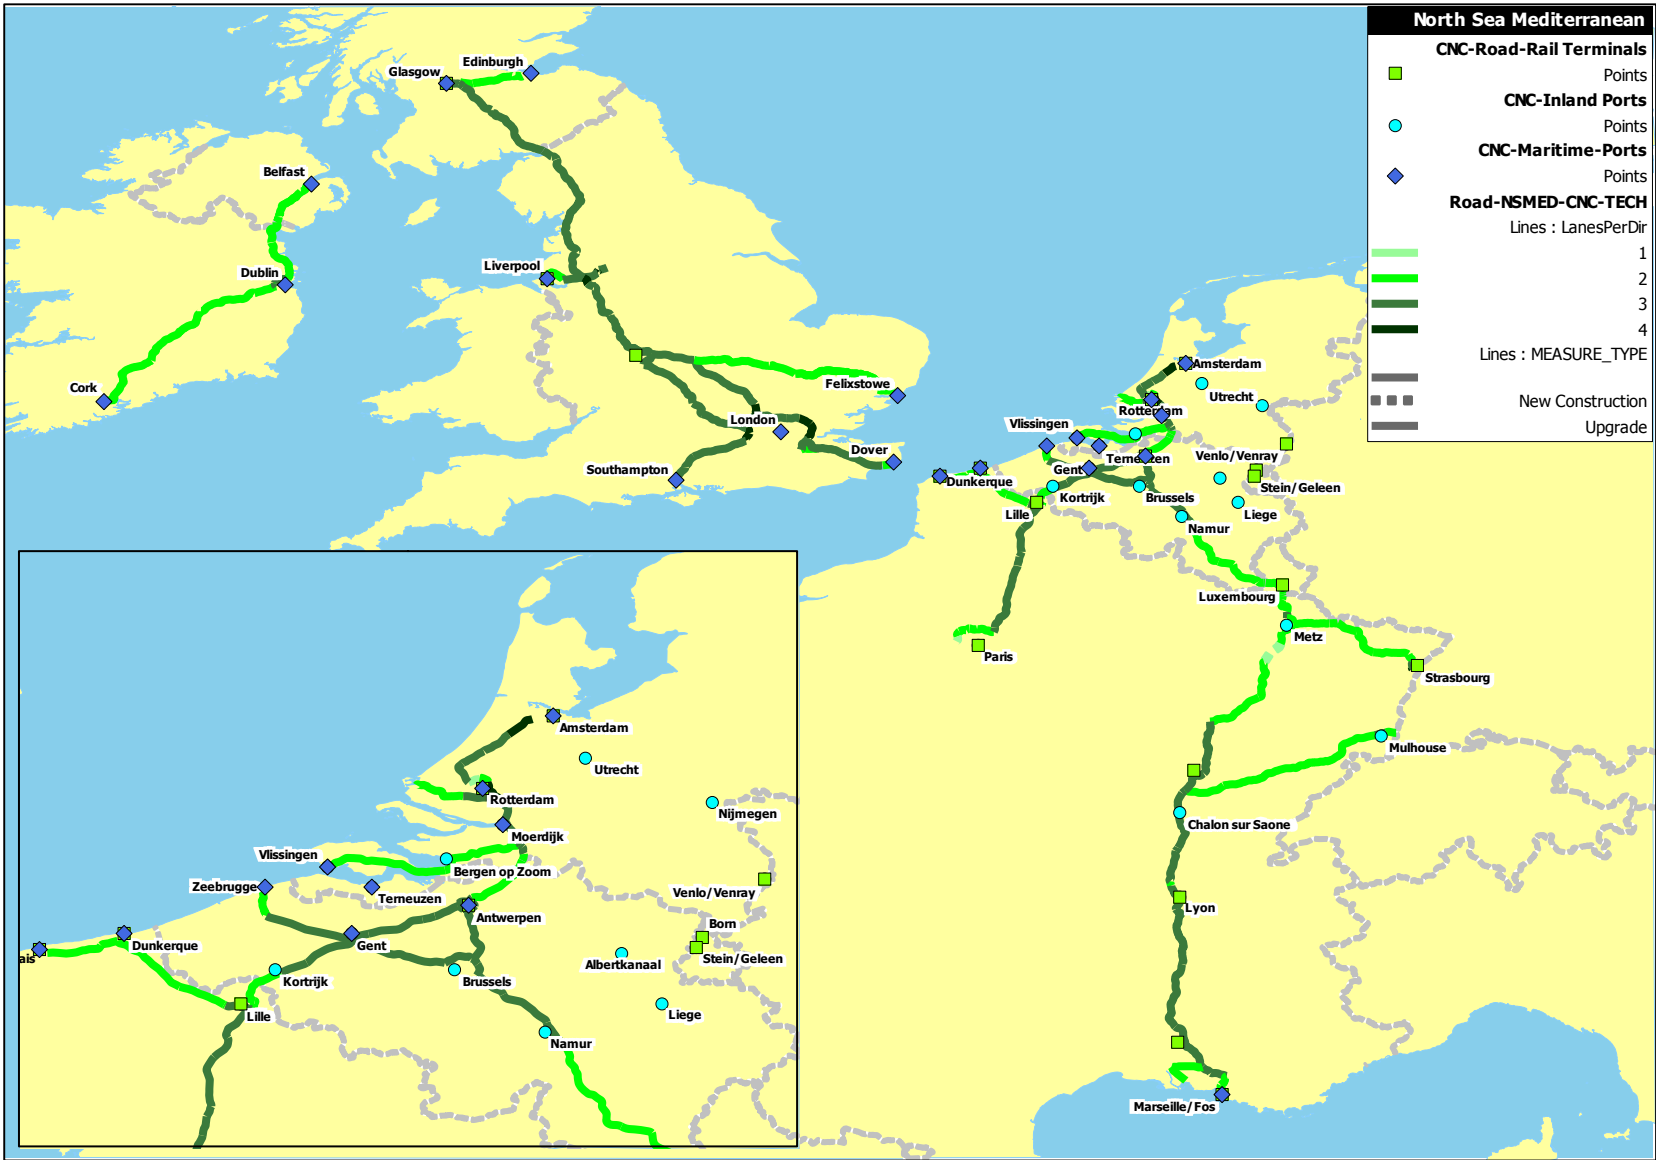 North Sea Mediterranean
CNC-Road-Rail Terminals
Points
CNC-Inland Ports
Points
CNC-Maritime-Ports
Points
Road-NSMED-CNC-TECH
Lines : LanesPerDir
1
2
3
4
Lines : MEASURE_TYPE
New Construction
Upgrade
Edinburgh
Glasgow
Belfast
Dublin
Cork
Liverpool
Felixstowe
London
Dover
Southampton
Amsterdam
Utrecht
Rotterdam
Vlissingen
Terneuzen
Venlo/Venray
Gent
Stein/Geleen
Dunkerque
Kortrijk
Brussels
Liege
Lille
Namur
Luxembourg
Metz
Paris
Strasbourg
Mulhouse
Chalon sur Saone
Lyon
Marseille/Fos
Amsterdam
Utrecht
Rotterdam
Nijmegen
Moerdijk
Vlissingen
Bergen op Zoom
Zeebrugge
Terneuzen
Venlo/Venray
Antwerpen
Born
Dunkerque
Gent
Stein/Geleen
ais
Albertkanaal
Kortrijk
Brussels
Lille
Liege
Namur